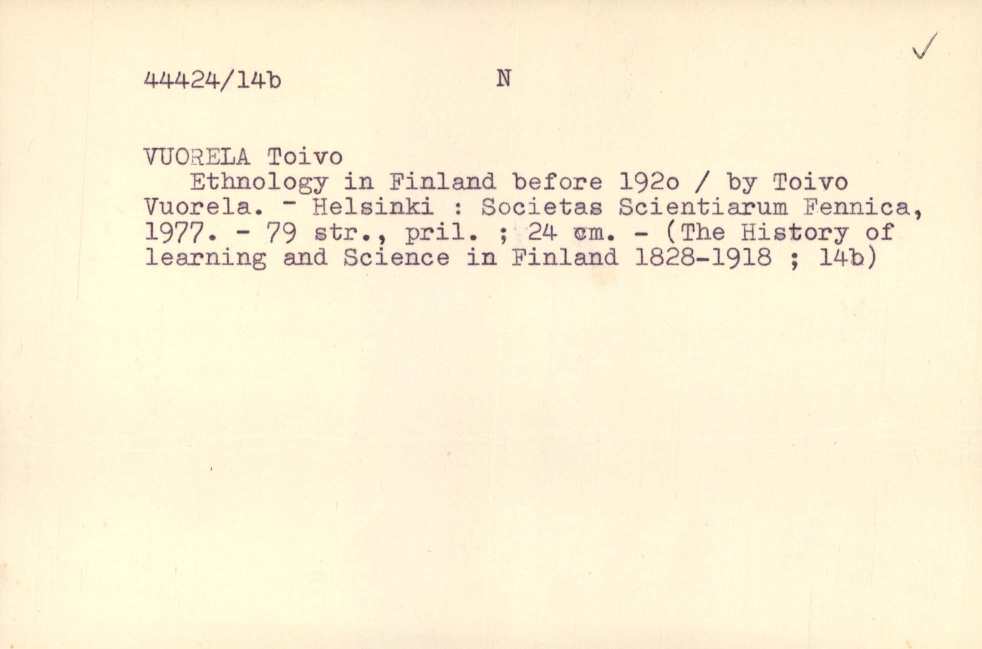 44424/14b N
VUORELA Toivo
Ethnology in Finland before 192o / by Toivo
Vuorela. - Helsinki : Societas Scientiarum Fennica,
1977. - 79 str., pril. ; 24 cm. - (The History of
learning and Science in Finland 1828-1918 ; 14b)